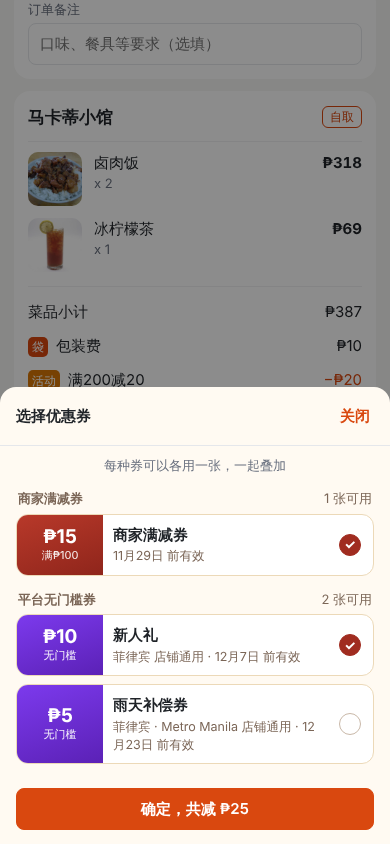 订单备注
口味、餐具等要求（选填）
马卡蒂小馆
自取
卤肉饭
₱318
x 2
冰柠檬茶
₱69
x 1
菜品小计
₱387
袋 包装费
₱10
活动 满200减20
−₱20
选择优惠券
关闭
每种券可以各用一张，一起叠加
商家满减券
1 张可用
₱15
满₱100
商家满减券
11月29日 前有效
平台无门槛券
2 张可用
₱10
无门槛
新人礼
菲律宾 店铺通用 · 12月7日 前有效
₱5
无门槛
雨天补偿券
菲律宾 · Metro Manila 店铺通用 · 12
月23日 前有效
确定，共减 ₱25